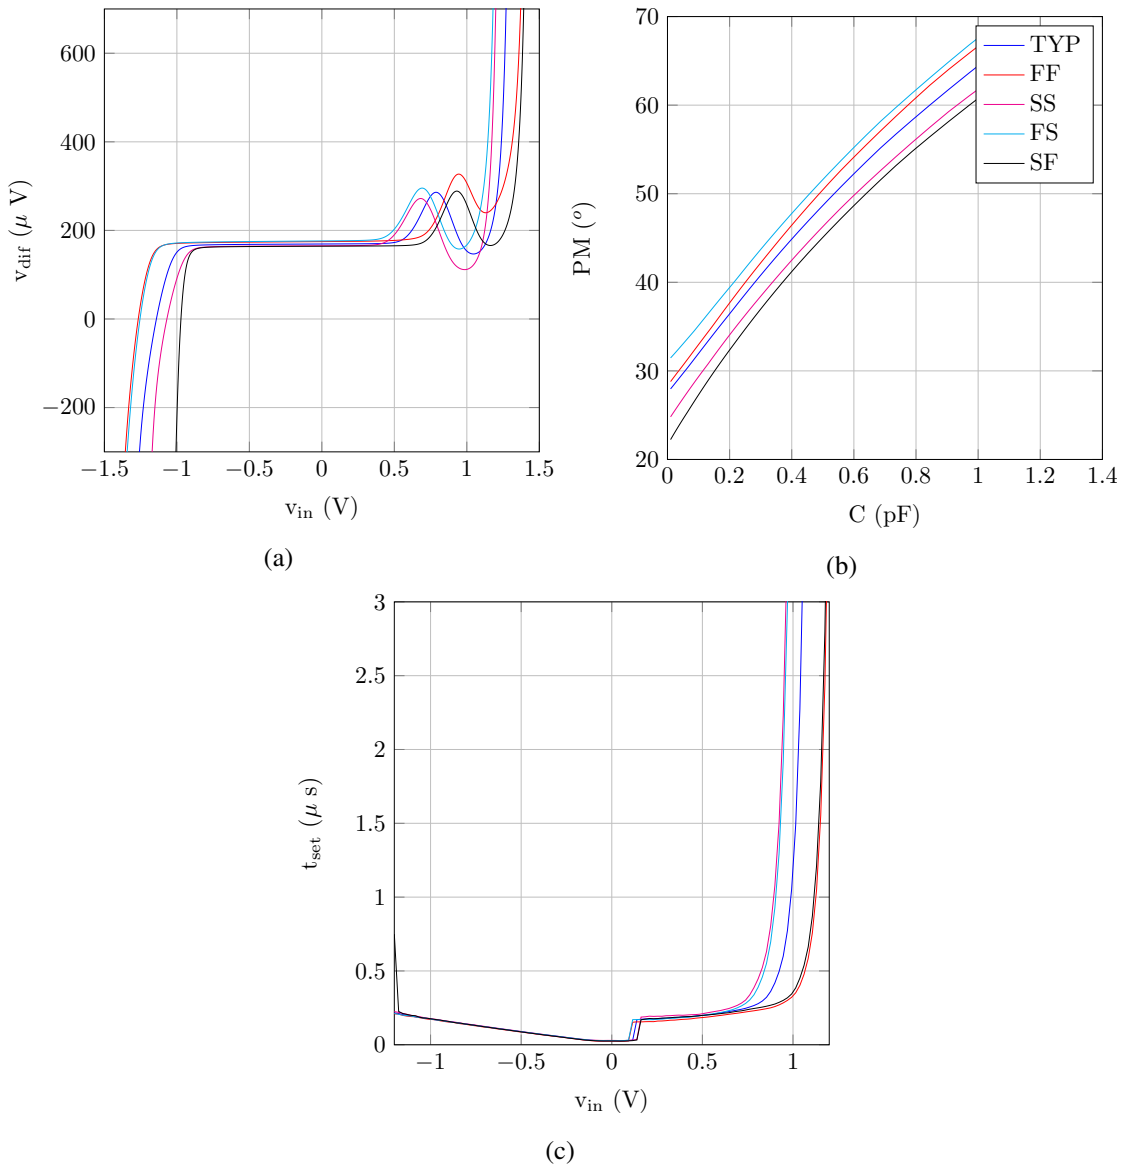 600
400
200
0
−200
v_dif (μ V)
−1.5 −1 −0.5 0 0.5 1 1.5
v_in (V)
(a)
70
60
50
40
30
20
PM (°)
0 0.2 0.4 0.6 0.8 1 1.2 1.4
C (pF)
TYP
FF
SS
FS
SF
(b)
3
2.5
2
1.5
1
0.5
0
t_set (μ s)
−1 −0.5 0 0.5 1
v_in (V)
(c)